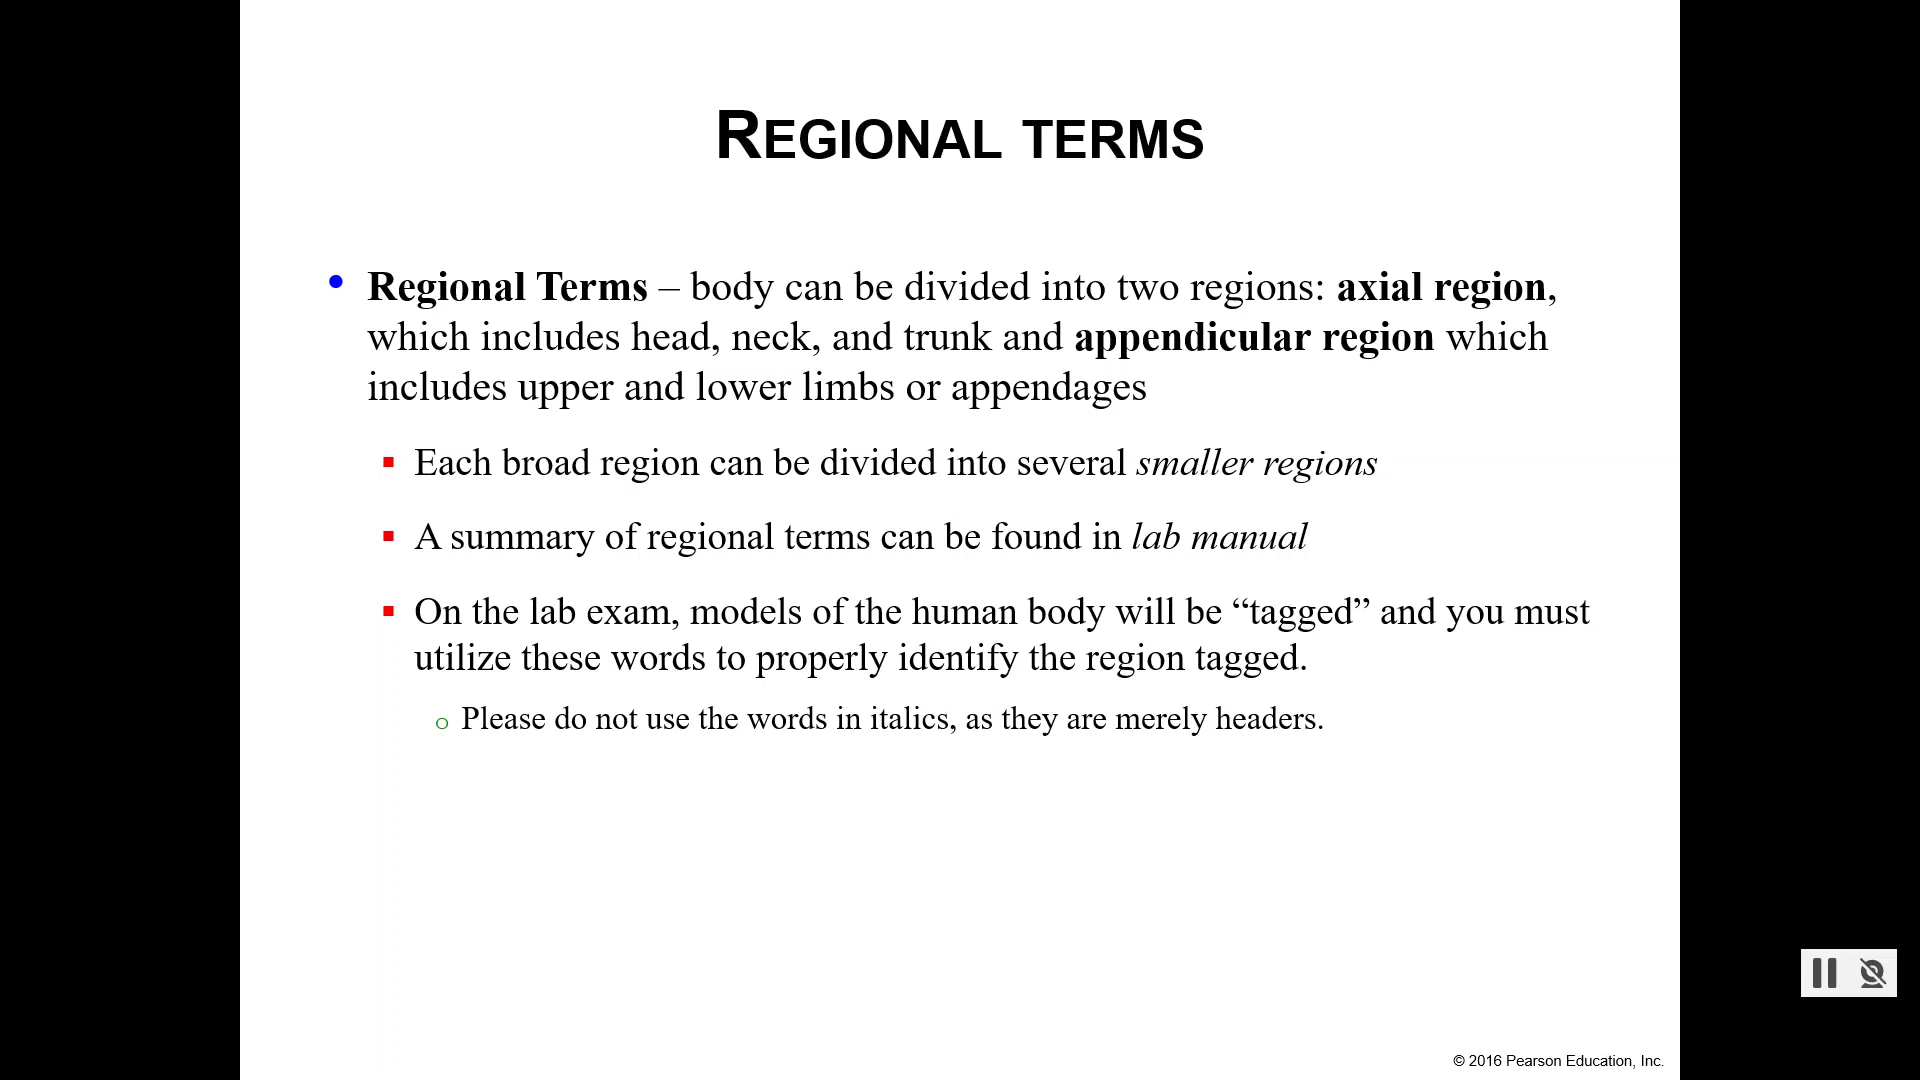 REGIONAL TERMS
• Regional Terms – body can be divided into two regions: axial region,
which includes head, neck, and trunk and appendicular region which
includes upper and lower limbs or appendages
▪ Each broad region can be divided into several smaller regions
▪ A summary of regional terms can be found in lab manual
▪ On the lab exam, models of the human body will be “tagged” and you must
utilize these words to properly identify the region tagged.
o Please do not use the words in italics, as they are merely headers.
© 2016 Pearson Education, Inc.